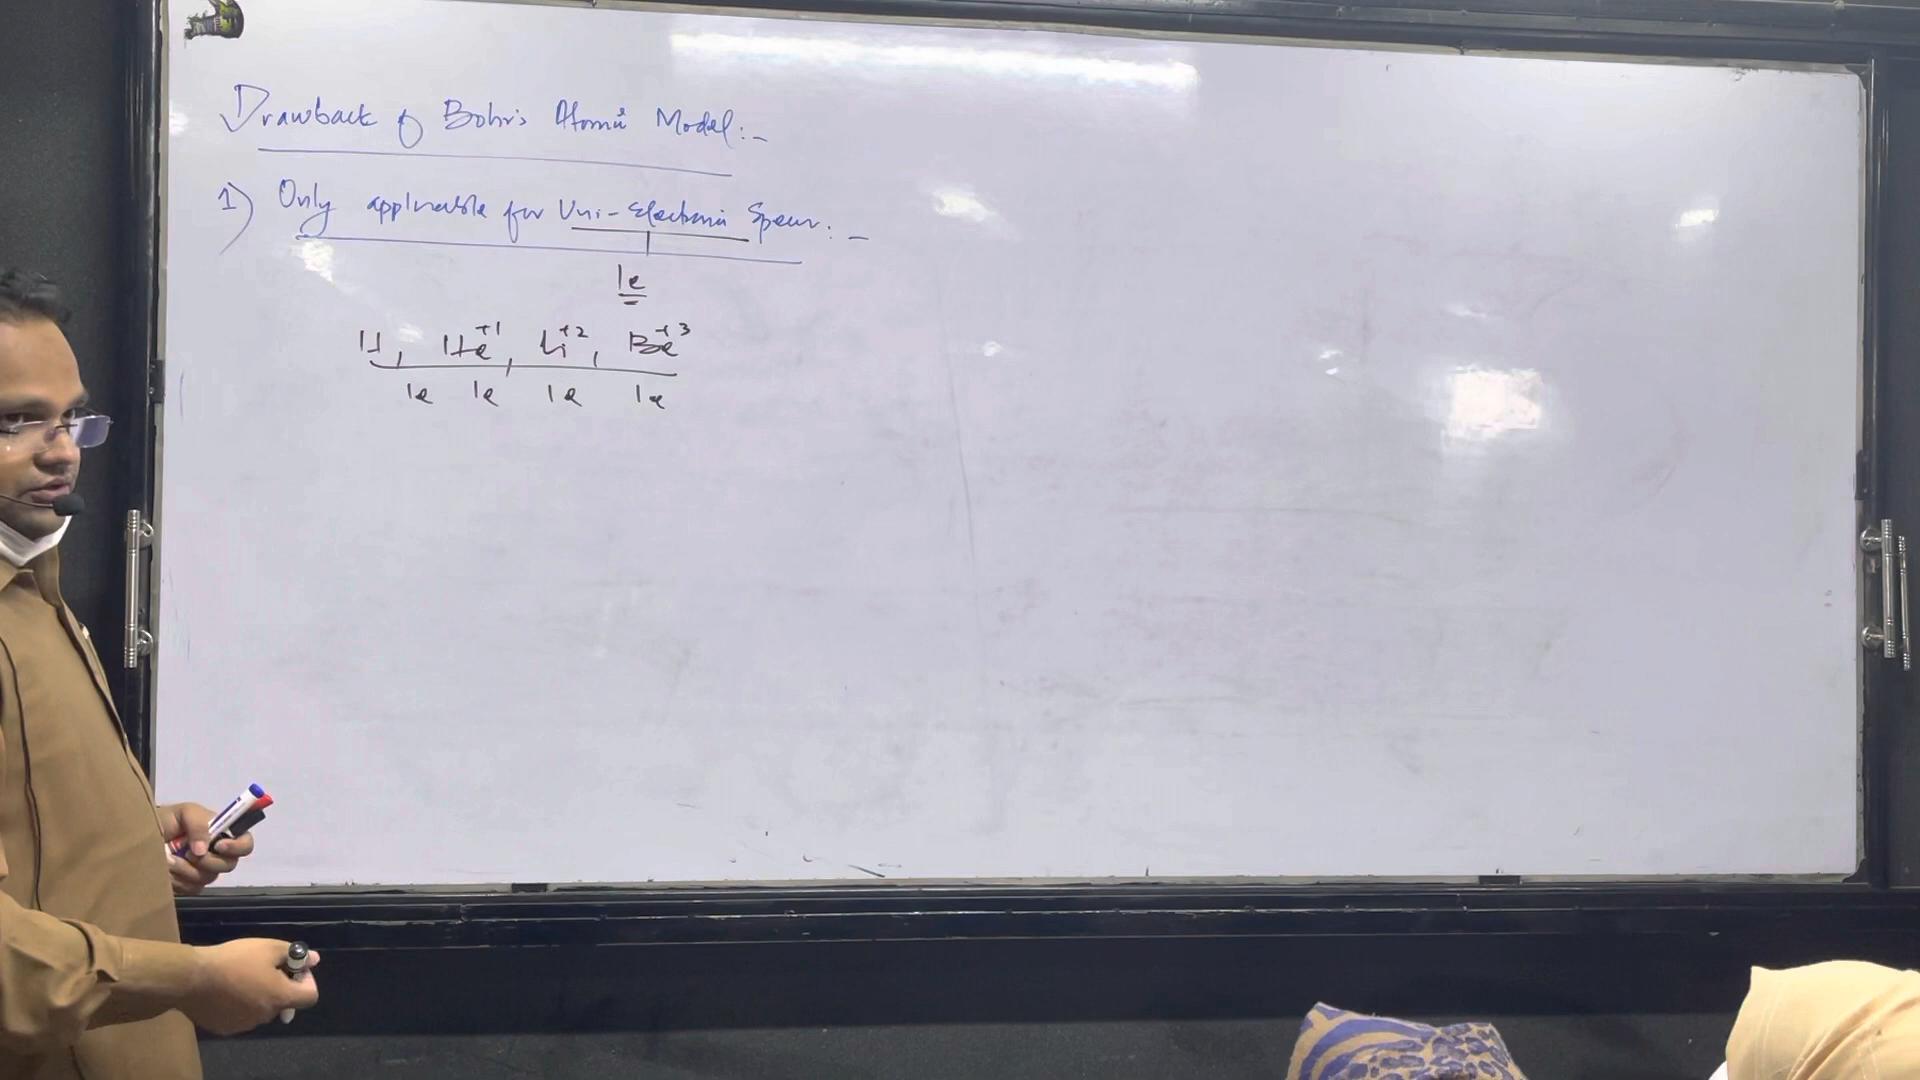 Drawback of Bohr's Atomic Model:-
1) Only applicable for Uni-Electronic Species:-
1e
H, He+1, Li+2, Be+3
1e 1e 1e 1e